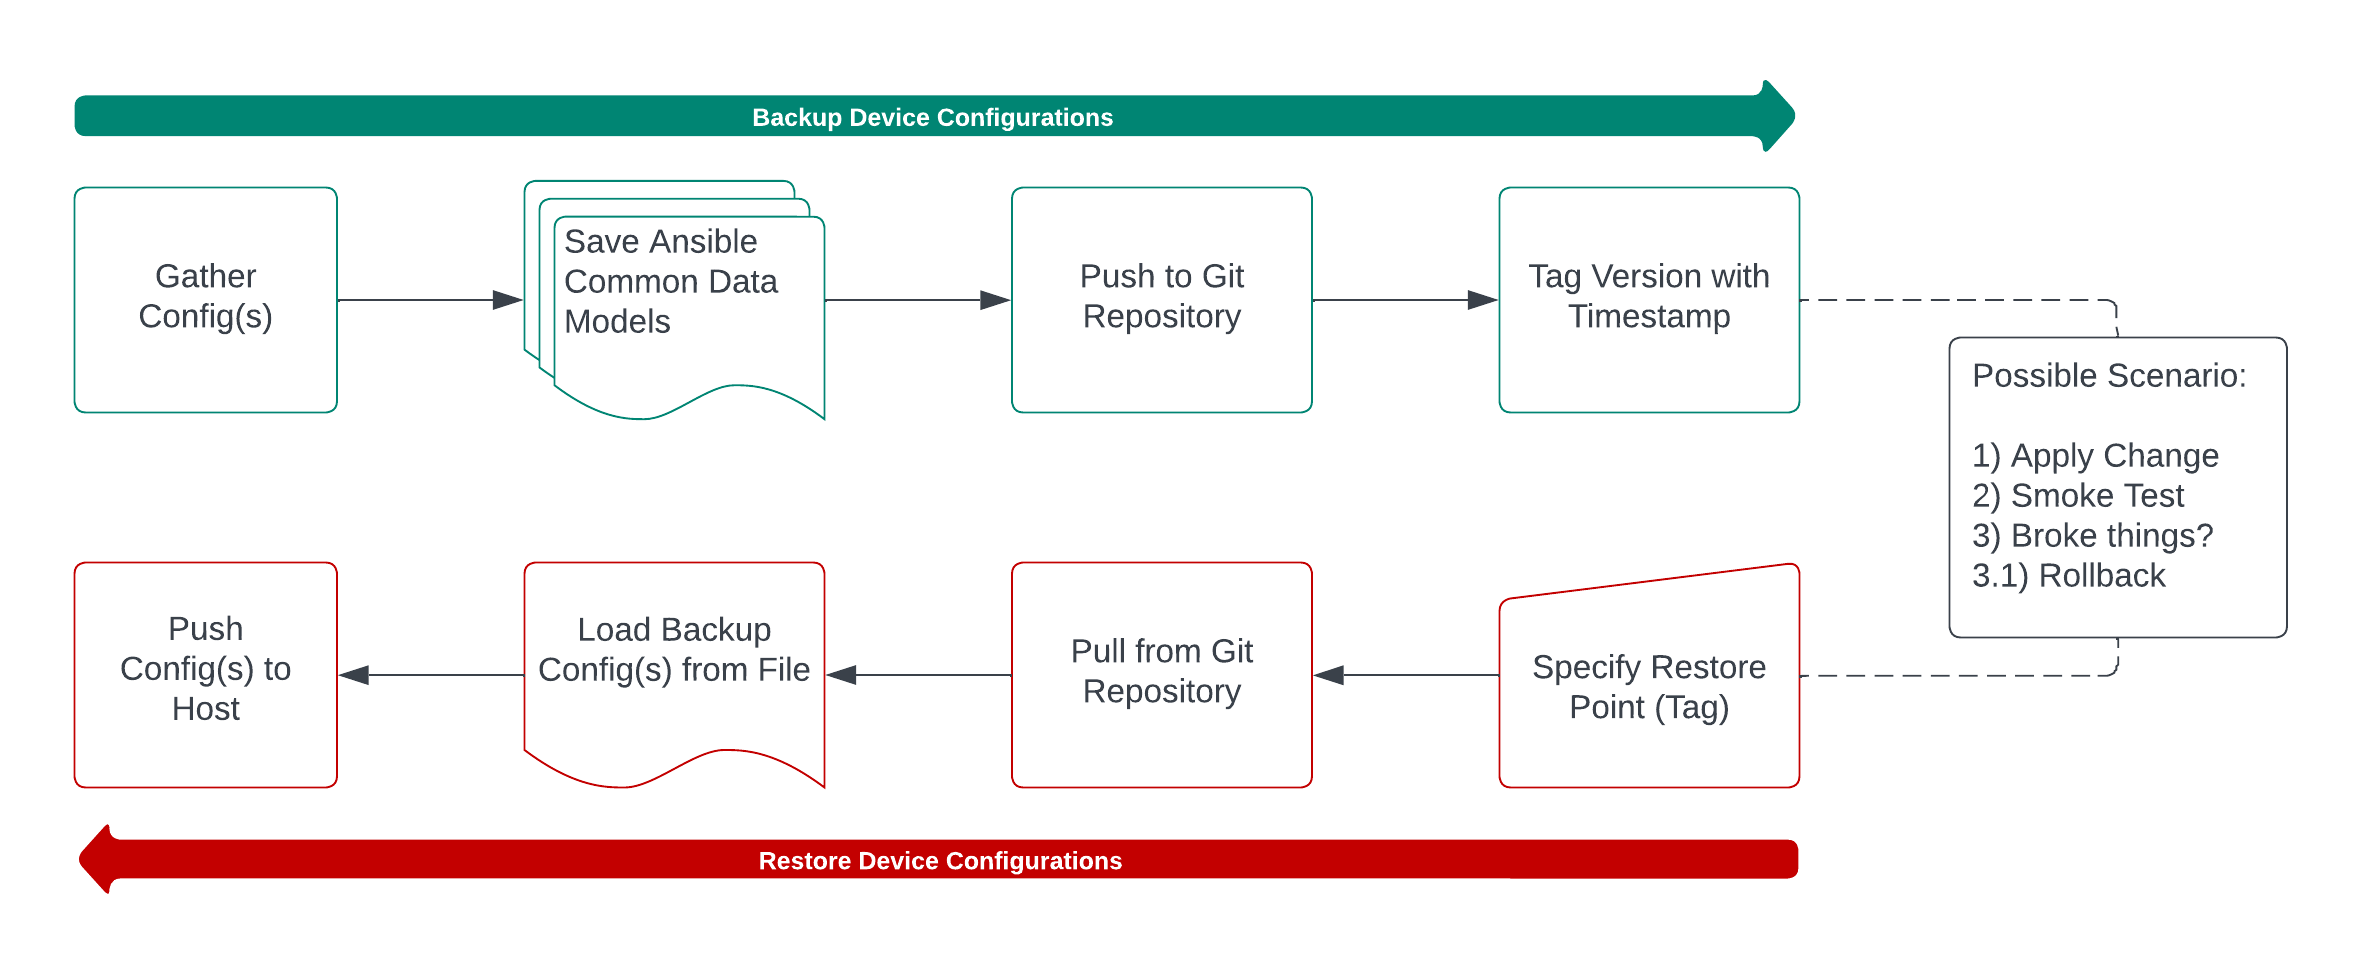 Backup Device Configurations
Gather
Config(s)
Save Ansible
Common Data
Models
Push to Git
Repository
Tag Version with
Timestamp
Possible Scenario:
1) Apply Change
2) Smoke Test
3) Broke things?
3.1) Rollback
Push
Config(s) to
Host
Load Backup
Config(s) from File
Pull from Git
Repository
Specify Restore
Point (Tag)
Restore Device Configurations